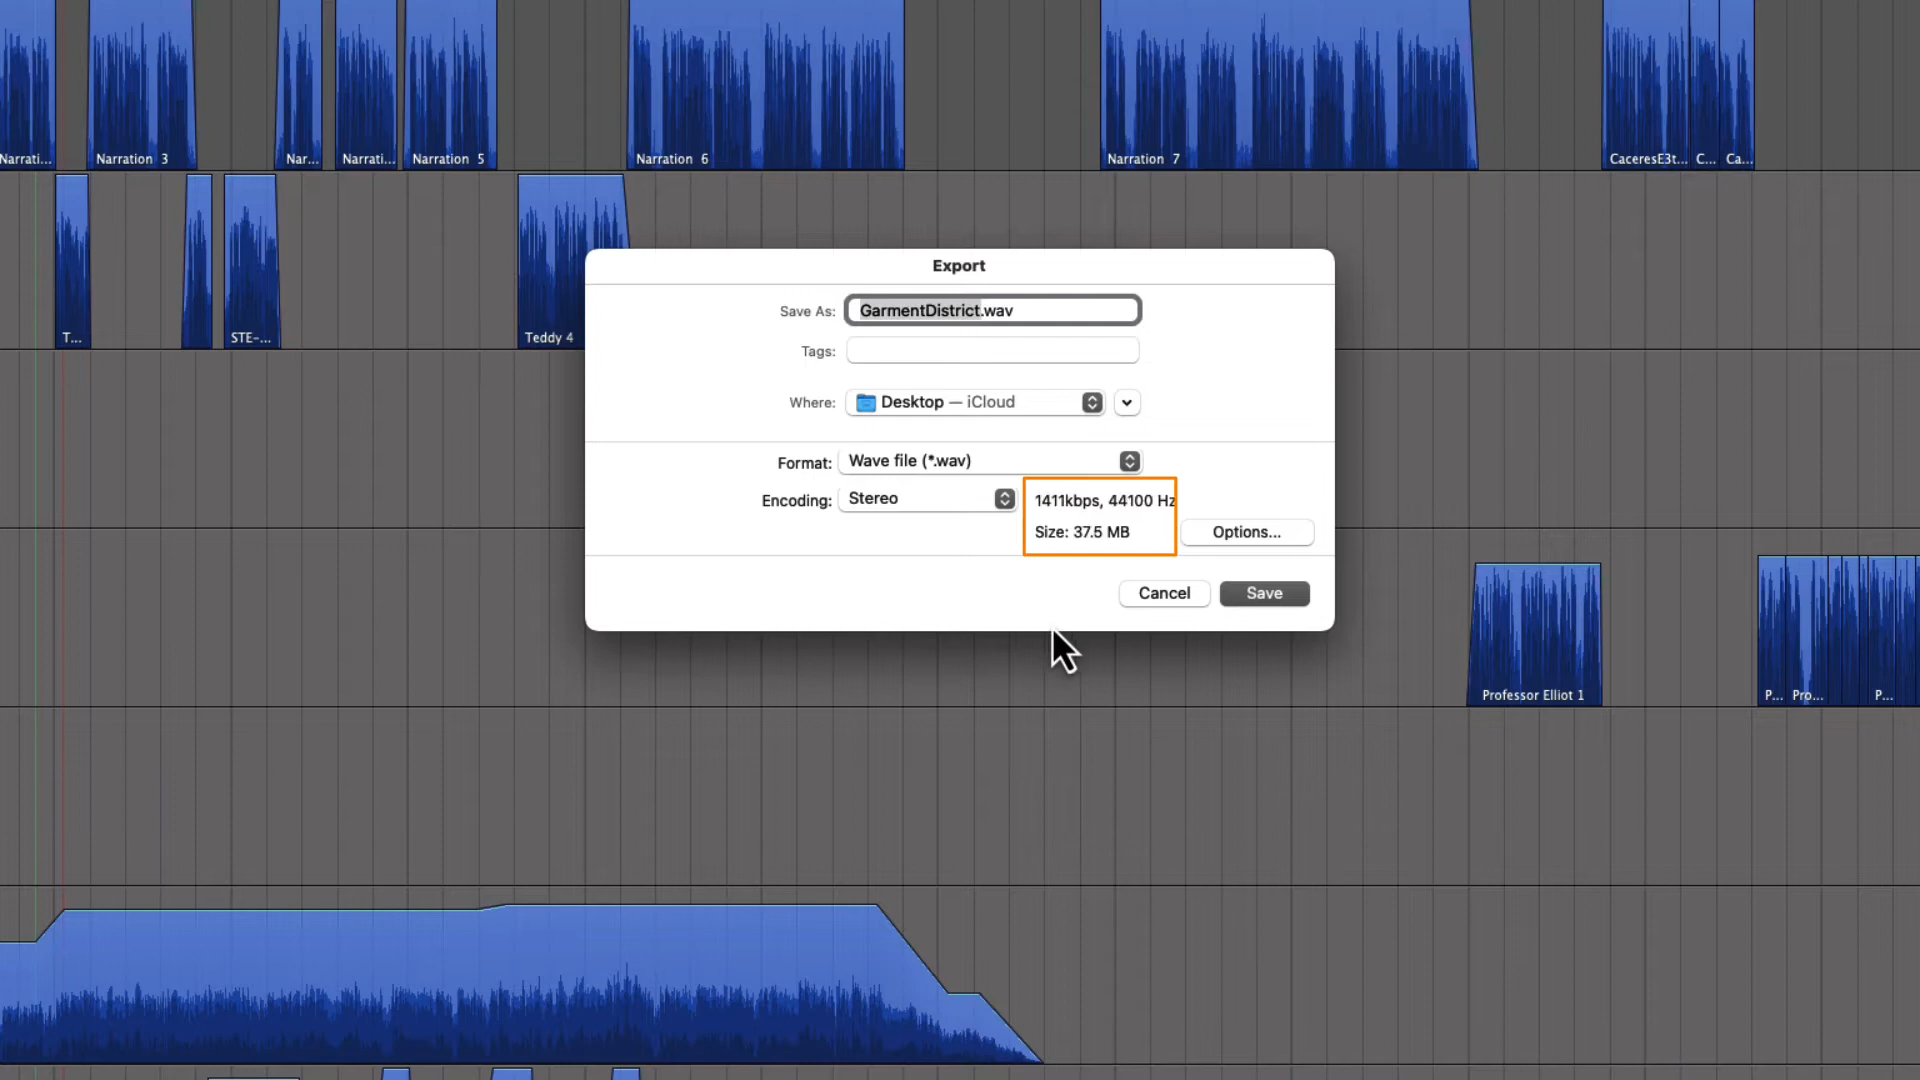 Narrati...
Narration 3
Nar...
Narrati...
Narration 5
Narration 6
Narration 7
CaceresE3t...
C...
Ca...
T...
STE-...
Teddy 4
Export
Save As: GarmentDistrict.wav
Tags:
Where: Desktop — iCloud
Format: Wave file (*.wav)
Encoding: Stereo
1411kbps, 44100 Hz
Size: 37.5 MB
Options...
Cancel
Save
Professor Elliot 1
P...
Pro...
P...